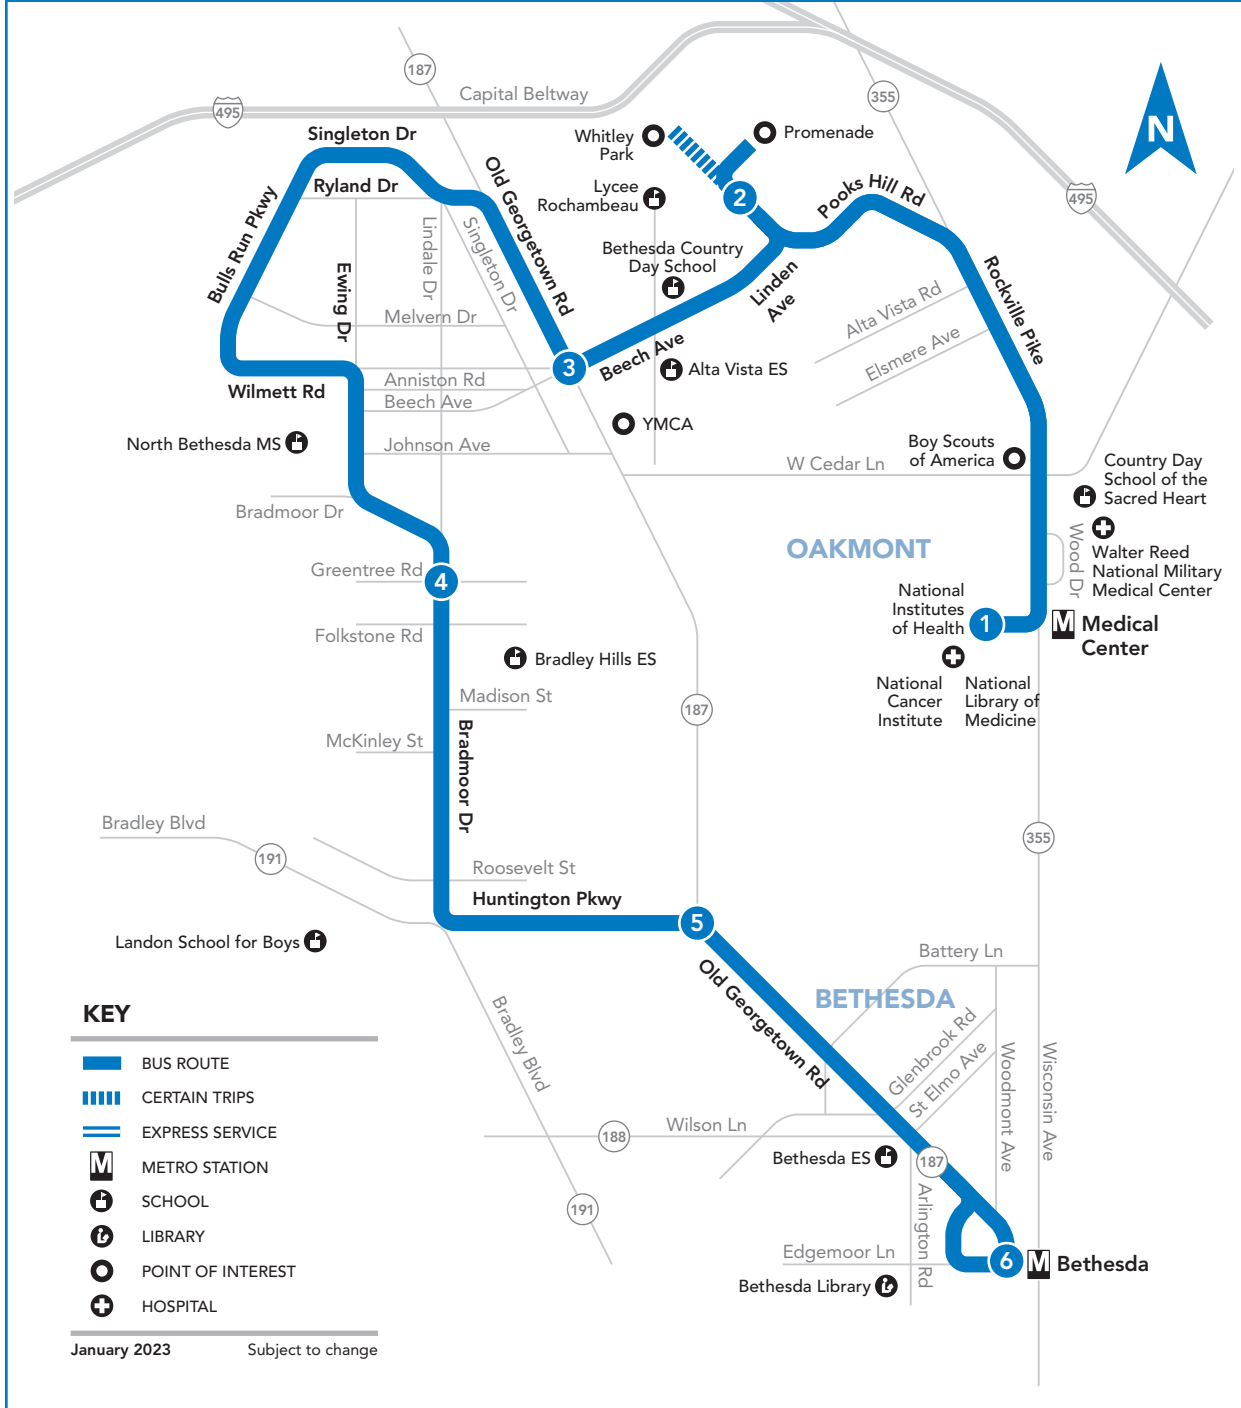 187
Capital Beltway
355
495
N
Singleton Dr
Whitley
Park
Promenade
Old Georgetown Rd
Ryland Dr
Lycee
Rochambeau
2
Pooks Hill Rd
495
Bulls Run Pkwy
Lindale Dr
Singleton Dr
Bethesda Country
Day School
Linden
Ave
Rockville Pike
Ewing Dr
Melvern Dr
Alta Vista Rd
Elsmere Ave
3
Beech Ave
Alta Vista ES
Wilmett Rd
Anniston Rd
Beech Ave
YMCA
North Bethesda MS
Johnson Ave
W Cedar Ln
Boy Scouts
of America
Country Day
School of the
Sacred Heart
Bradmoor Dr
OAKMONT
Wood Dr
Walter Reed
National Military
Medical Center
Greentree Rd
4
National
Institutes
of Health
1
M
Medical
Center
Folkstone Rd
Bradley Hills ES
National
Cancer
Institute
National
Library of
Medicine
Madison St
187
McKinley St
Bradmoor Dr
Bradley Blvd
191
355
Roosevelt St
Huntington Pkwy
5
Landon School for Boys
Battery Ln
Old Georgetown Rd
BETHESDA
Bradley Blvd
Glenbrook Rd
St Elmo Ave
Woodmont Ave
Wisconsin Ave
Wilson Ln
188
Bethesda ES
187
191
Arlington Rd
Edgemoor Ln
6
M
Bethesda
Bethesda Library
KEY
BUS ROUTE
CERTAIN TRIPS
EXPRESS SERVICE
M
METRO STATION
SCHOOL
LIBRARY
POINT OF INTEREST
HOSPITAL
January 2023
Subject to change